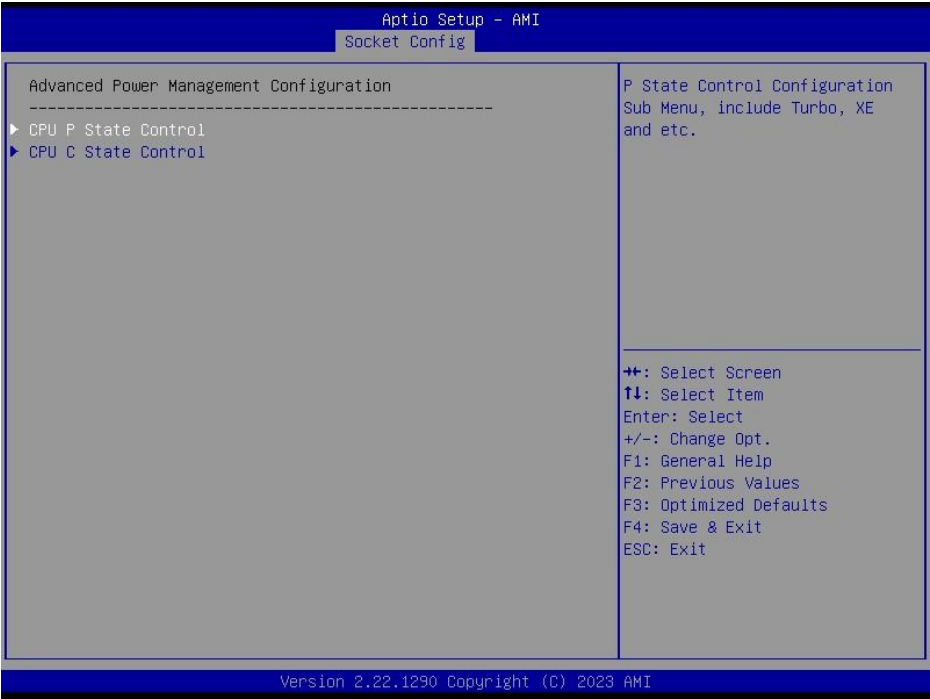 Aptio Setup - AMI
Socket Config
Advanced Power Management Configuration
--------------------------------------------------
CPU P State Control
CPU C State Control
P State Control Configuration
Sub Menu, include Turbo, XE
and etc.
→←: Select Screen
↑↓: Select Item
Enter: Select
+/-: Change Opt.
F1: General Help
F2: Previous Values
F3: Optimized Defaults
F4: Save & Exit
ESC: Exit
Version 2.22.1290 Copyright (C) 2023 AMI